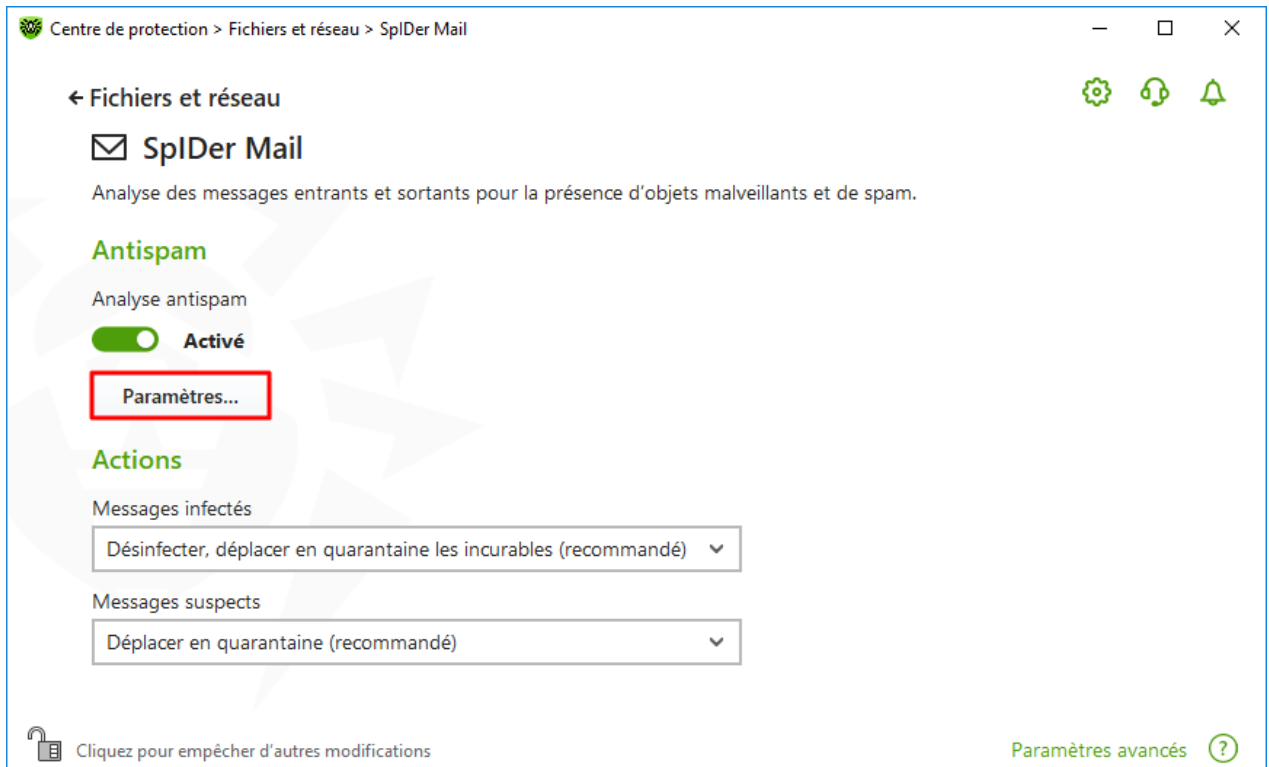 Centre de protection > Fichiers et réseau > SpIDer Mail
Fichiers et réseau
SpIDer Mail
Analyse des messages entrants et sortants pour la présence d’objets malveillants et de spam.
Antispam
Analyse antispam
Activé
Paramètres...
Actions
Messages infectés
Désinfecter, déplacer en quarantaine les incurables (recommandé)
Messages suspects
Déplacer en quarantaine (recommandé)
Cliquez pour empêcher d’autres modifications
Paramètres avancés ?